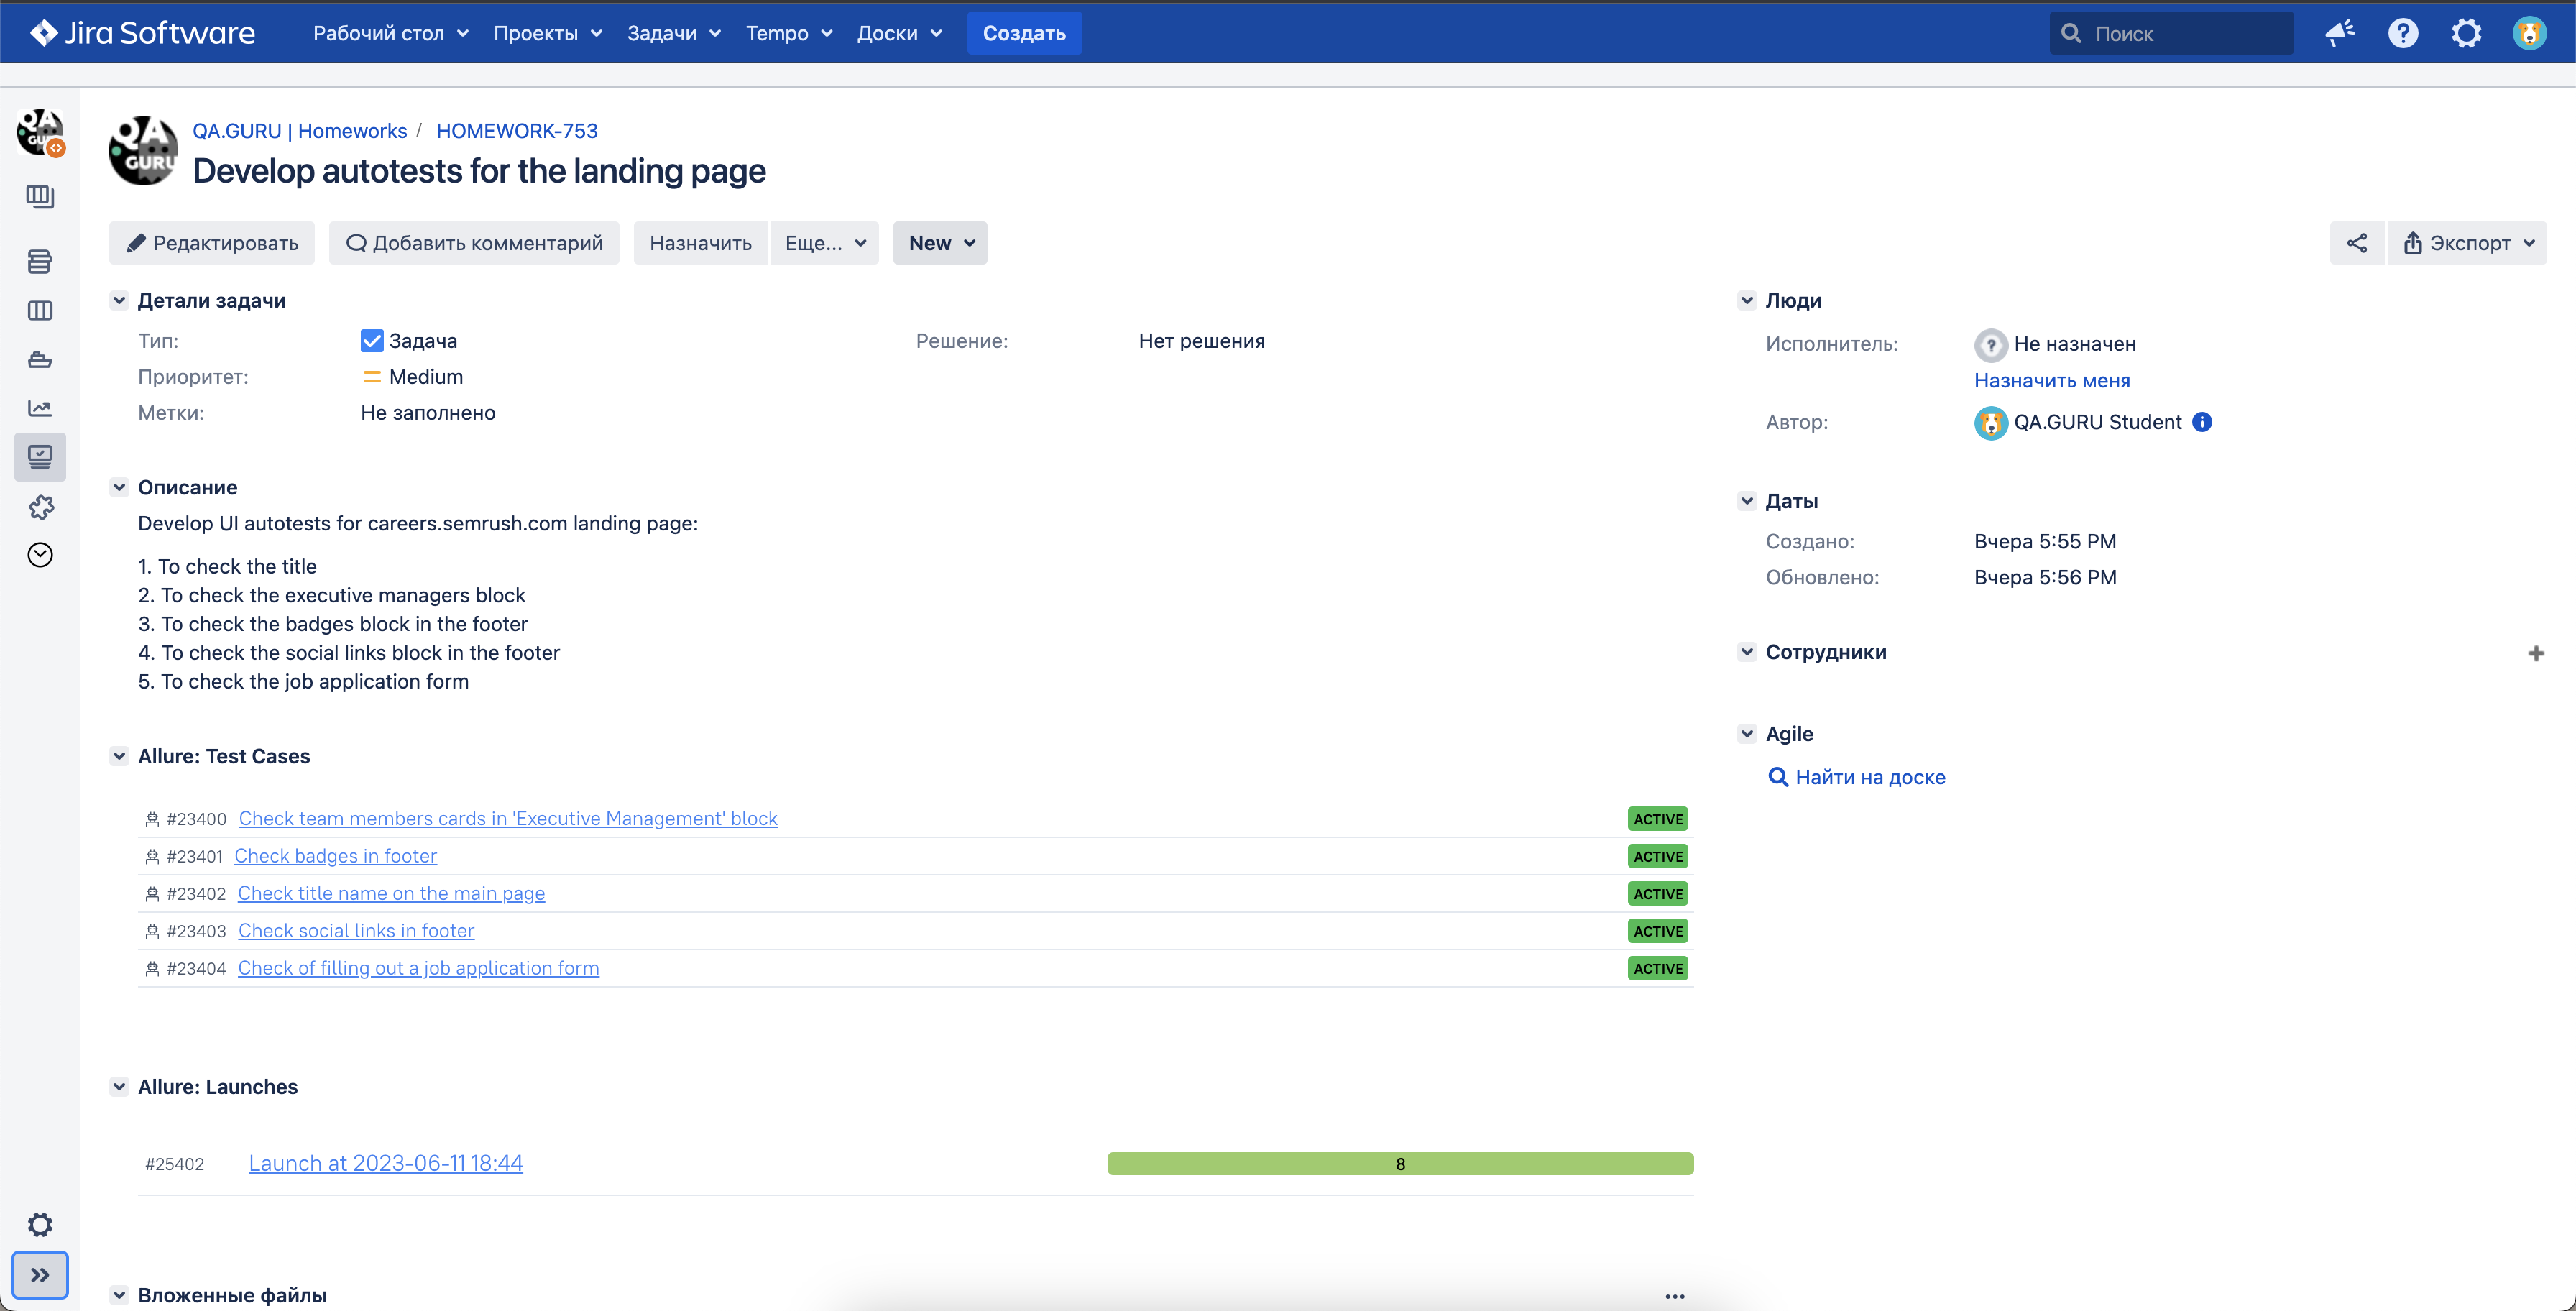 Jira Software
Рабочий стол Проекты Задачи Tempo Доски Создать Поиск
QA.GURU | Homeworks / HOMEWORK-753
Develop autotests for the landing page
Редактировать Добавить комментарий Назначить Еще... New Экспорт
Детали задачи
Тип: Задача Решение: Нет решения
Приоритет: Medium
Метки: Не заполнено
Описание
Develop UI autotests for careers.semrush.com landing page:
1. To check the title
2. To check the executive managers block
3. To check the badges block in the footer
4. To check the social links block in the footer
5. To check the job application form
Allure: Test Cases
#23400 Check team members cards in 'Executive Management' block ACTIVE
#23401 Check badges in footer ACTIVE
#23402 Check title name on the main page ACTIVE
#23403 Check social links in footer ACTIVE
#23404 Check of filling out a job application form ACTIVE
Allure: Launches
#25402 Launch at 2023-06-11 18:44 8
Вложенные файлы
Люди
Исполнитель: Не назначен
Назначить меня
Автор: QA.GURU Student
Даты
Создано: Вчера 5:55 PM
Обновлено: Вчера 5:56 PM
Сотрудники
Agile
Найти на доске